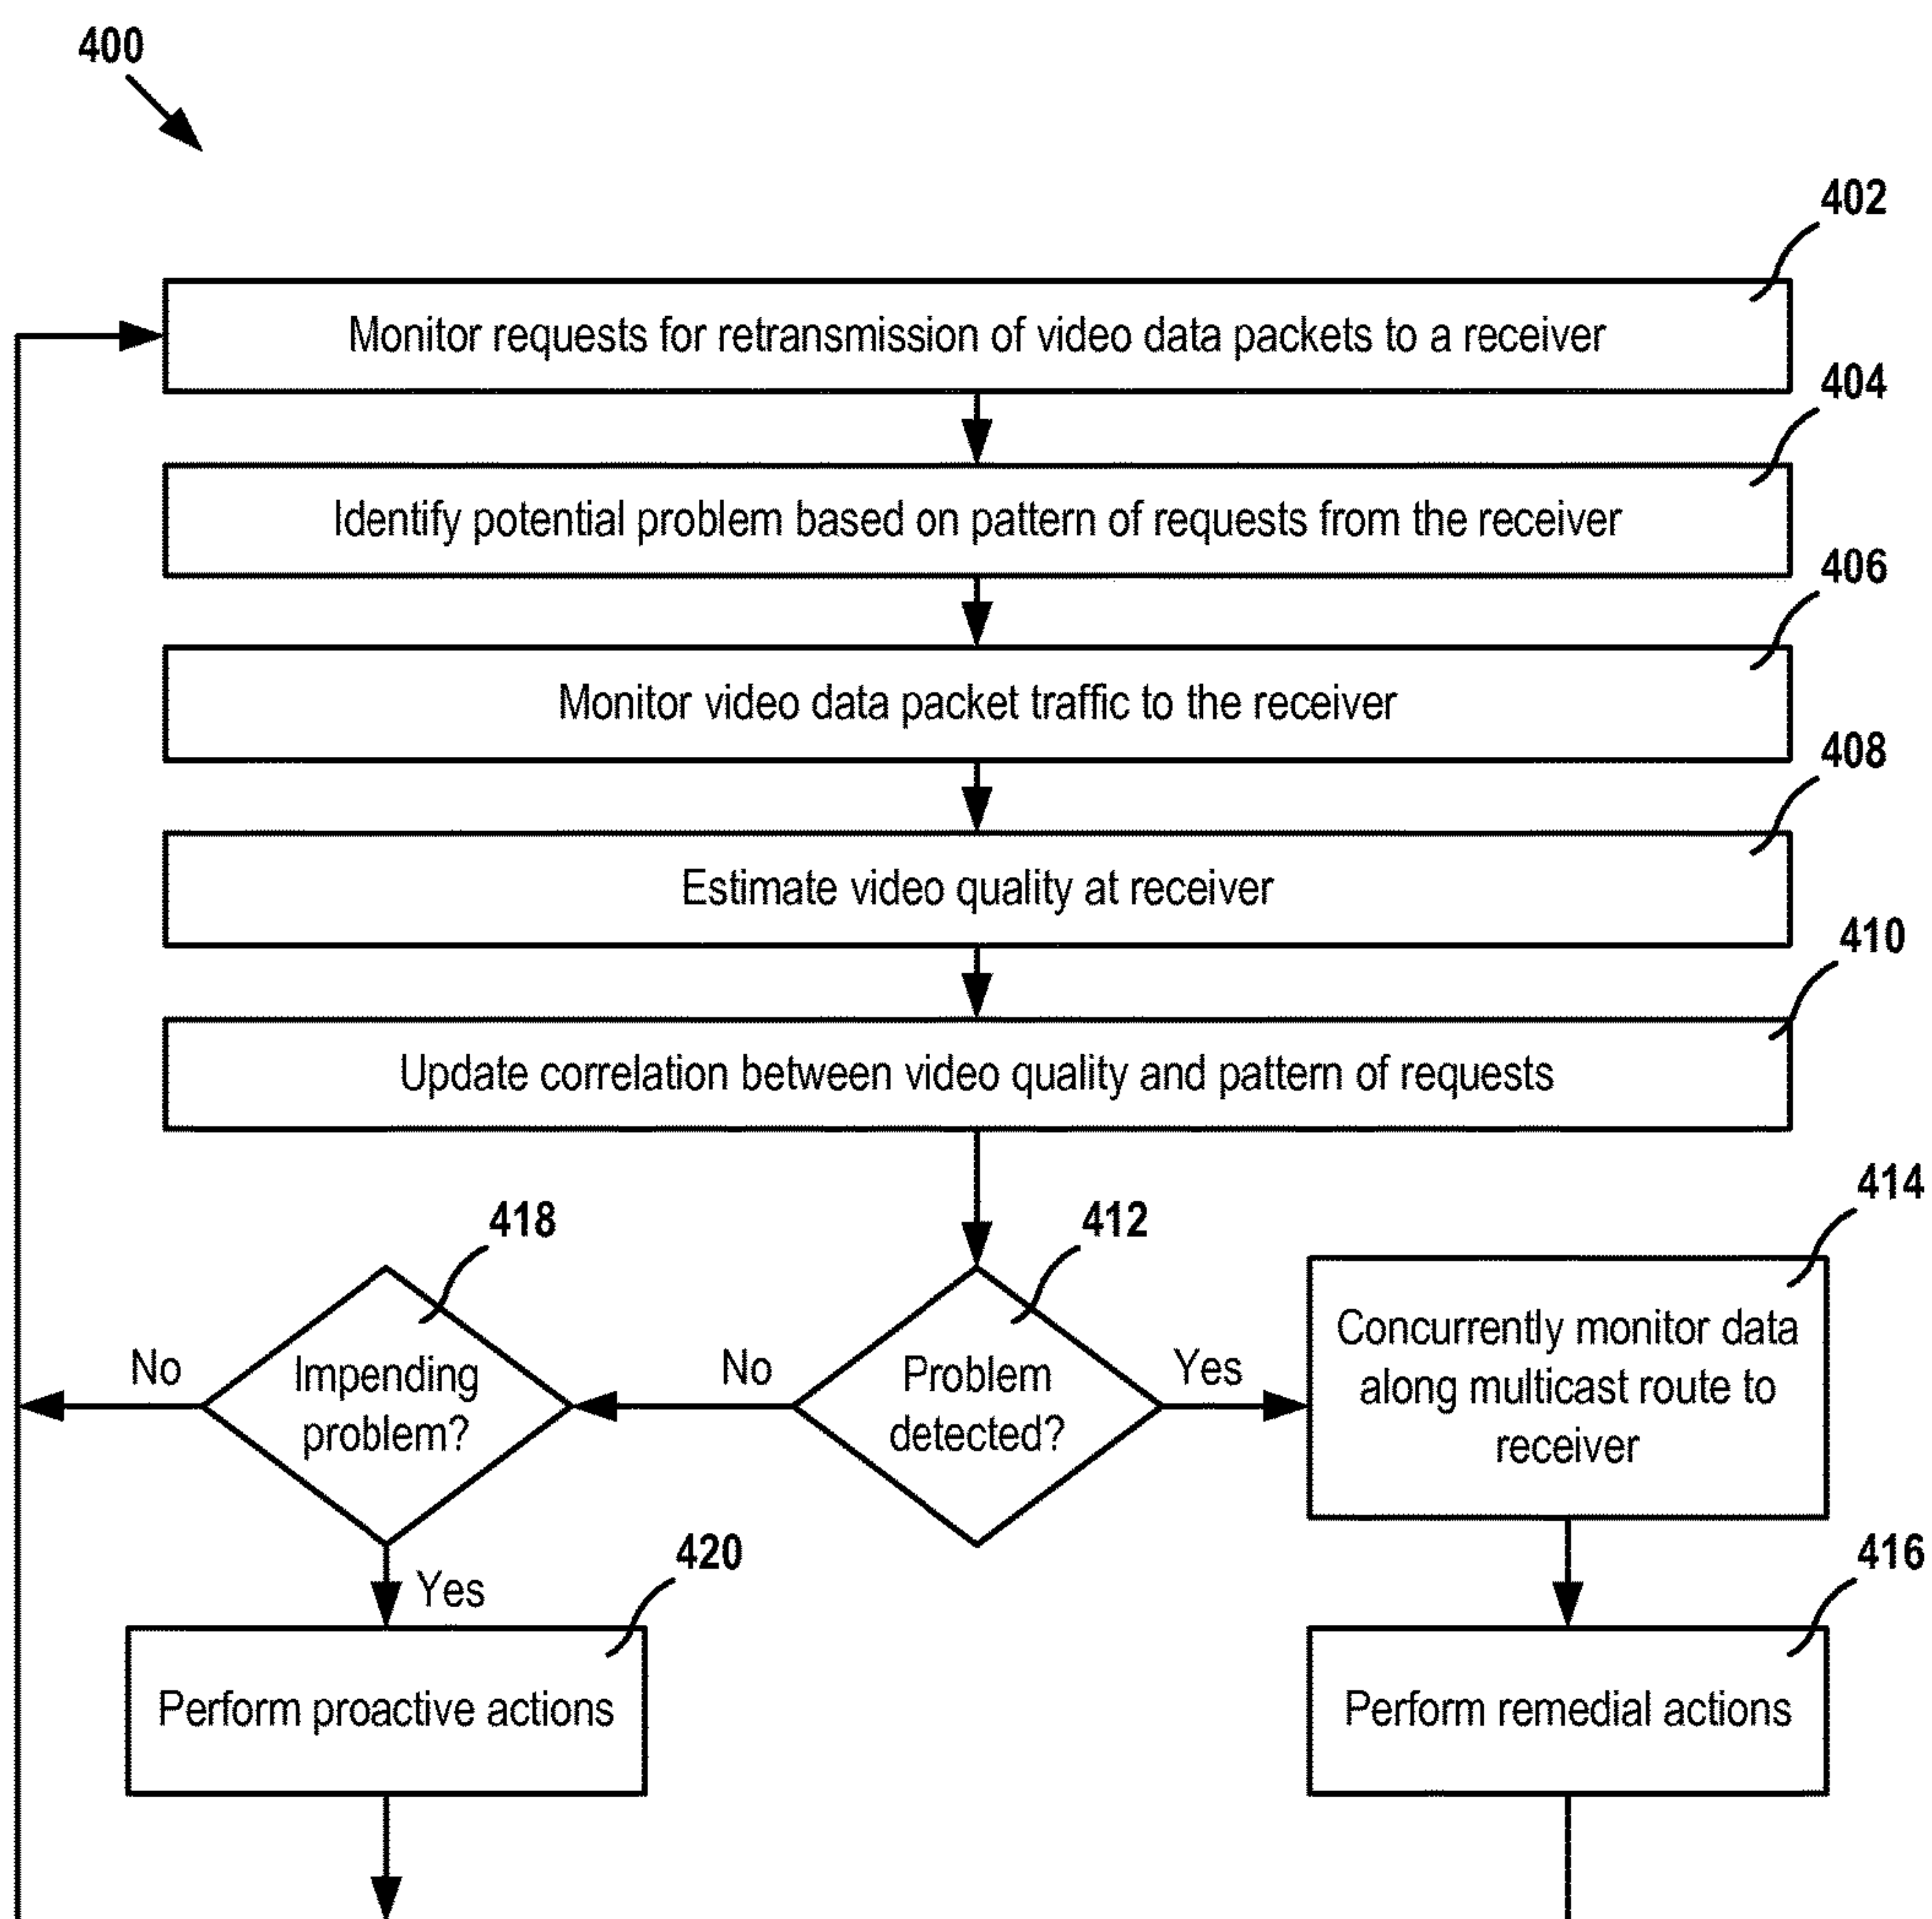 400
402
Monitor requests for retransmission of video data packets to a receiver
404
Identify potential problem based on pattern of requests from the receiver
406
Monitor video data packet traffic to the receiver
408
Estimate video quality at receiver
410
Update correlation between video quality and pattern of requests
418
412
414
Impending
problem?
No
Yes
No
Problem
detected?
Yes
Concurrently monitor data
along multicast route to
receiver
420
Perform proactive actions
416
Perform remedial actions